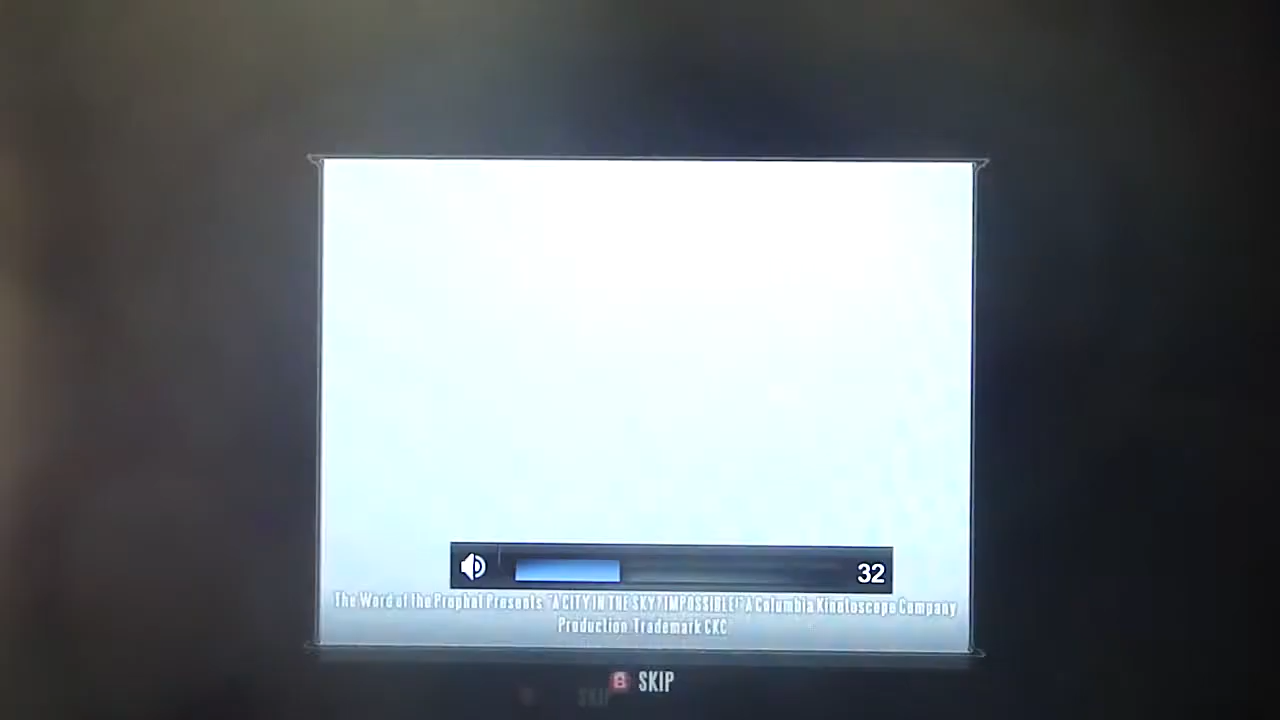 32
The Word of the Prophet Presents "A CITY IN THE SKY? IMPOSSIBLE!" A Columbia Kinetoscope Company
Production. Trademark CKC
B SKIP
SKIP